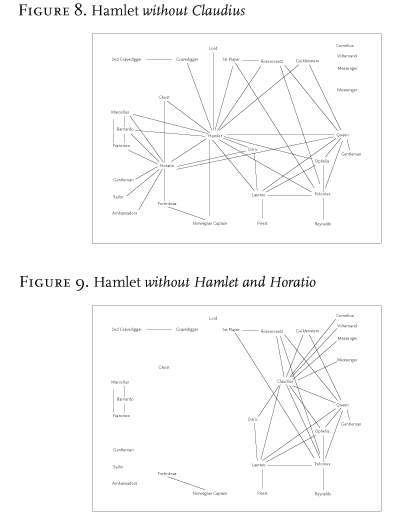 FIGURE 8. Hamlet without Claudius
Lord
Cornelius
2nd Gravedigger Gravedigger 1st Player Rosencrantz Guildenstern Voltemand
Messenger
Messenger
Ghost
Marcellus
Barnardo Hamlet Queen
Francisco Osric Gentleman
Horatio Ophelia
Gentleman
Sailor Laertes Polonius
Fortinbras
Ambassadors
Norwegian Captain Priest Reynaldo
FIGURE 9. Hamlet without Hamlet and Horatio
Lord Cornelius
2nd Gravedigger Gravedigger 1st Player Rosencrantz Guildenstern Voltemand
Messenger
Messenger
Ghost
Marcellus Claudius
Barnardo
Queen
Francisco Osric Gentleman
Ophelia
Gentleman
Sailor Laertes Polonius
Fortinbras
Ambassadors
Norwegian Captain Priest Reynaldo